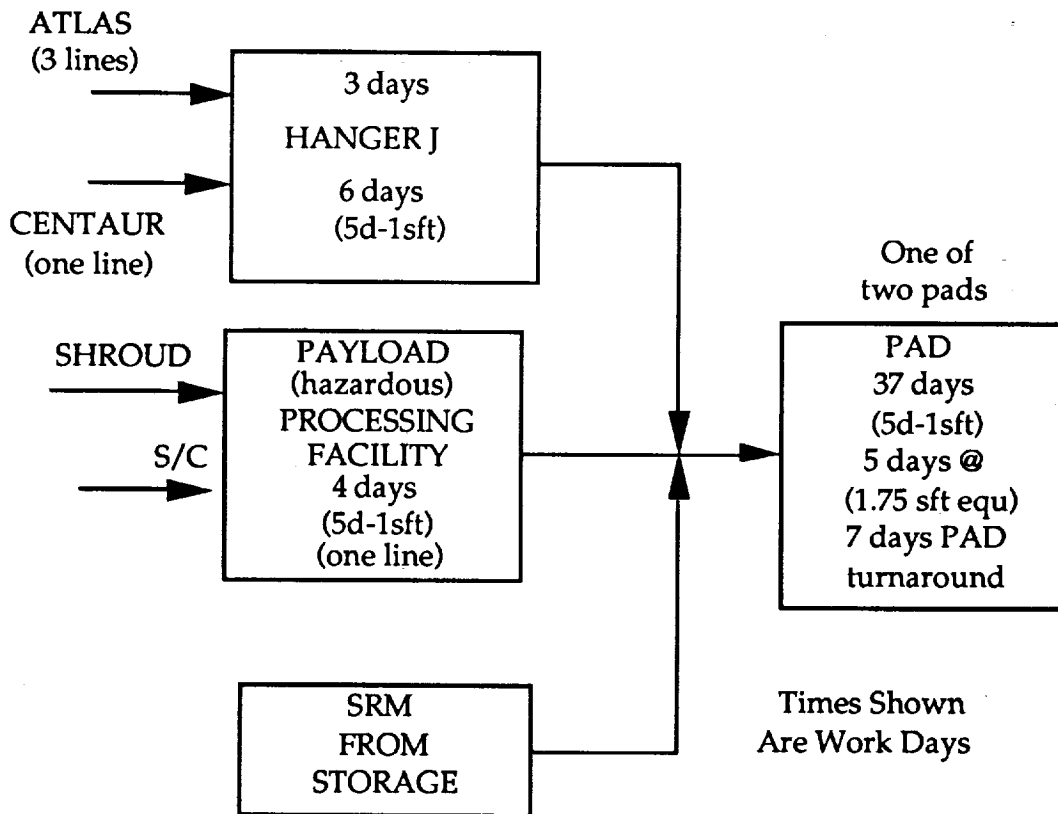 ATLAS
(3 lines)
3 days
HANGER J
6 days
(5d-1sft)
CENTAUR
(one line)
SHROUD
S/C
PAYLOAD
(hazardous)
PROCESSING
FACILITY
4 days
(5d-1sft)
(one line)
SRM
FROM
STORAGE
One of
two pads
PAD
37 days
(5d-1sft)
5 days @
(1.75 sft equ)
7 days PAD
turnaround
Times Shown
Are Work Days